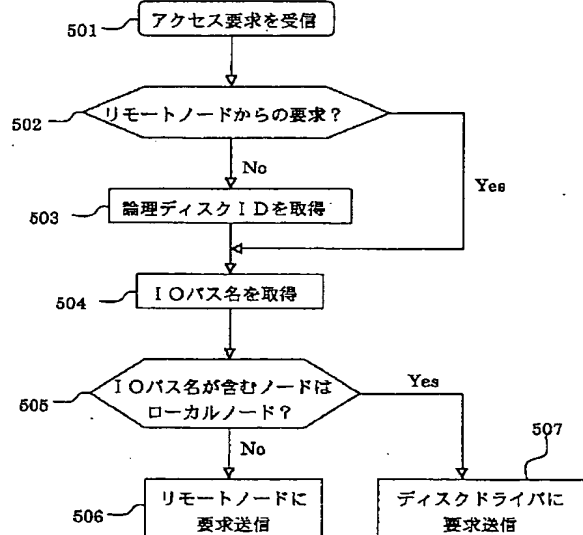 501
アクセス要求を受信
502
リモートノードからの要求?
No
Yes
503
論理ディスクIDを取得
504
IOパス名を取得
505
IOパス名が含むノードは
ローカルノード?
Yes
No
507
506
リモートノードに
要求送信
ディスクドライバに
要求送信